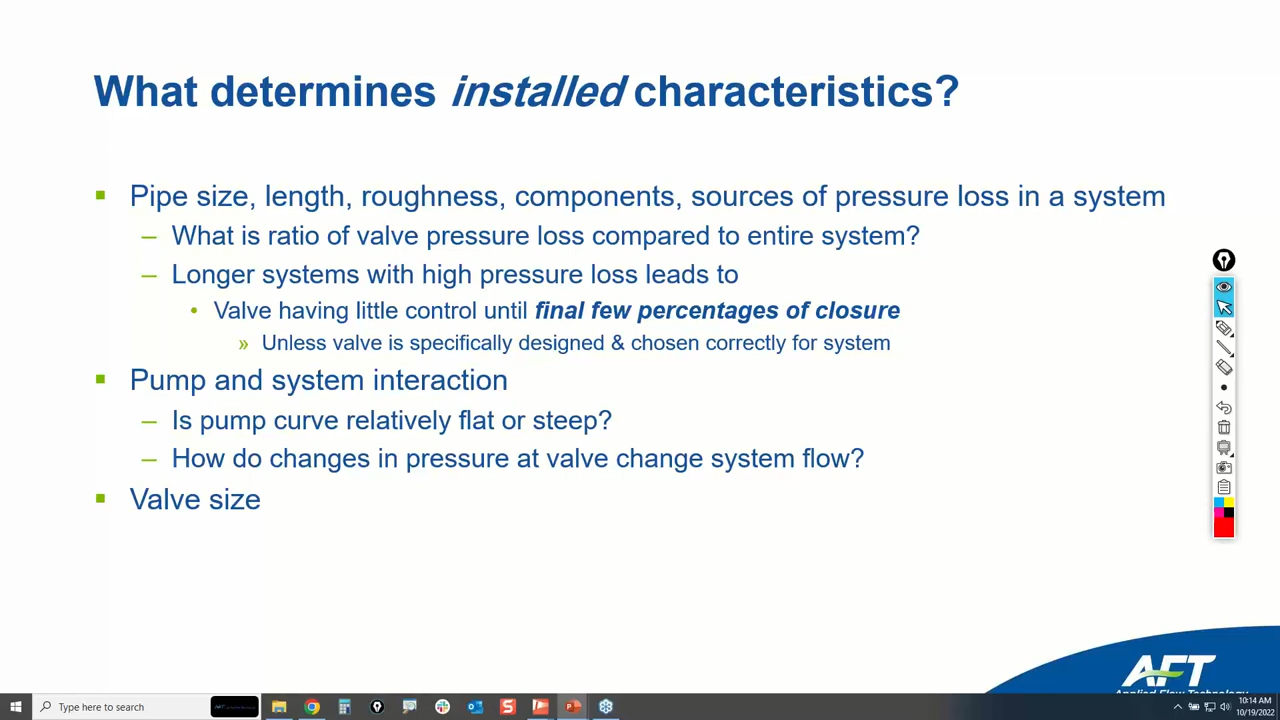 What determines installed characteristics?
Pipe size, length, roughness, components, sources of pressure loss in a system
– What is ratio of valve pressure loss compared to entire system?
– Longer systems with high pressure loss leads to
• Valve having little control until final few percentages of closure
» Unless valve is specifically designed & chosen correctly for system
Pump and system interaction
– Is pump curve relatively flat or steep?
– How do changes in pressure at valve change system flow?
Valve size
AFT
Applied Flow Technology
Type here to search
10:14 AM
10/19/2022